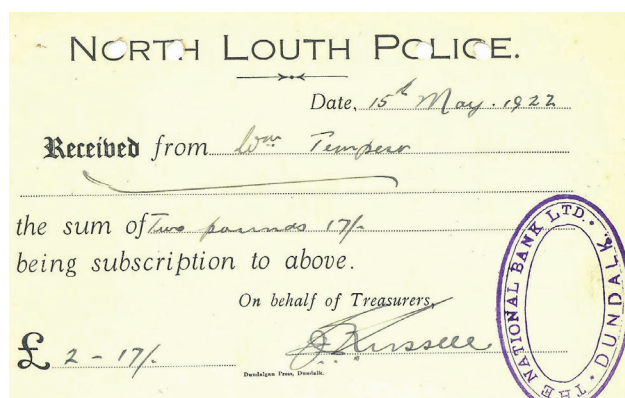 NORTH LOUTH POLICE.
Date, 15th May. 1922
Received from Wm Tempest
the sum of Two pounds 17/-
being subscription to above.
On behalf of Treasurers,
J Russell
£ 2 - 17/-
Dundalgan Press, Dundalk.
THE NATIONAL BANK LTD. DUNDALK